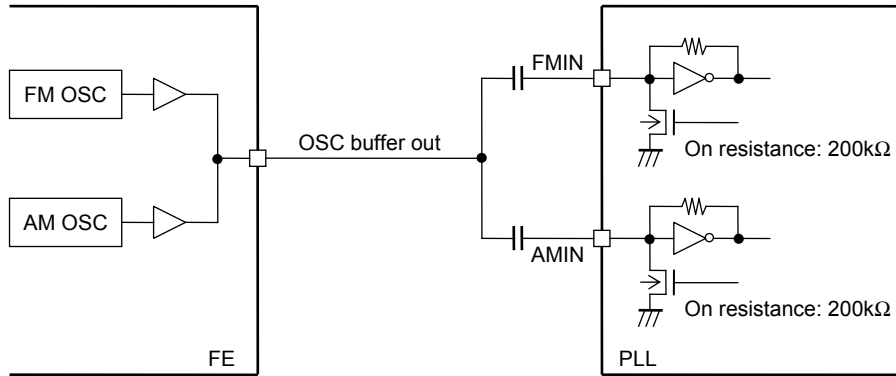 FM OSC
AM OSC
OSC buffer out
FMIN
AMIN
On resistance: 200kΩ
On resistance: 200kΩ
FE
PLL